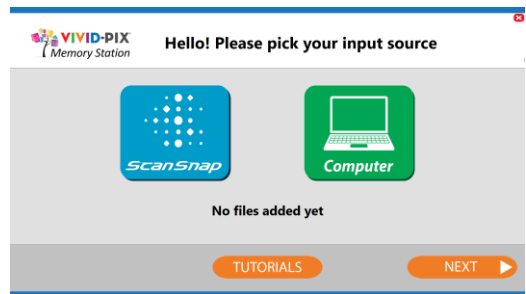 VIVID-PIX
Memory Station
Hello! Please pick your input source
ScanSnap
Computer
No files added yet
TUTORIALS
NEXT